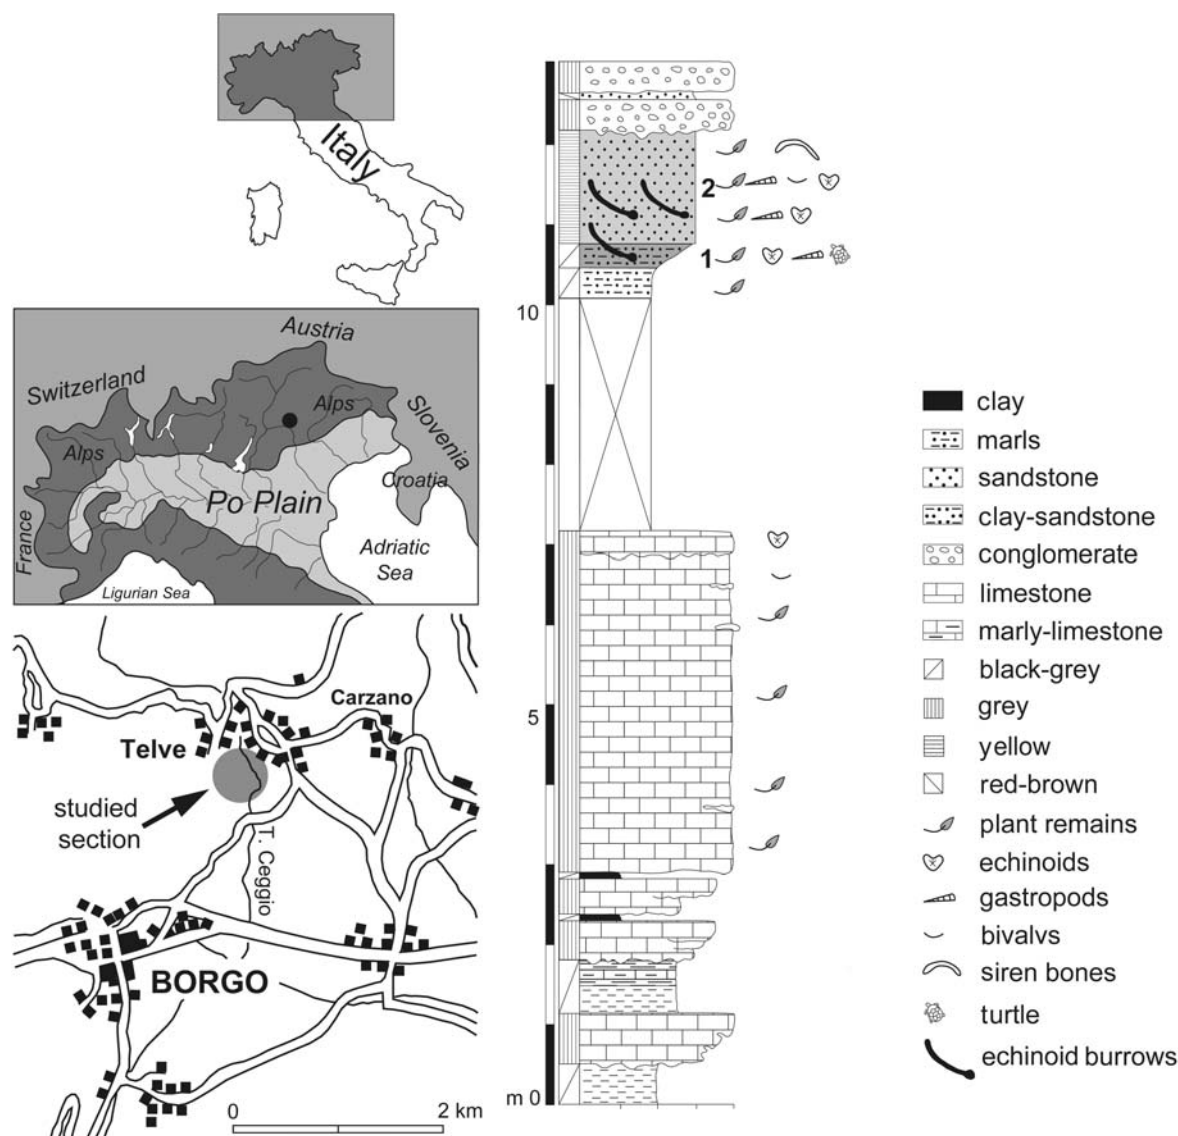 Italy
Austria
Switzerland
Alps
Slovenia
Alps
Po Plain
Croatia
France
Adriatic
Sea
Ligurian Sea
Carzano
Telve
studied
section
T. Ceggio
BORGO
0
2 km
2
1
10
5
m 0
clay
marls
sandstone
clay-sandstone
conglomerate
limestone
marly-limestone
black-grey
grey
yellow
red-brown
plant remains
echinoids
gastropods
bivalvs
siren bones
turtle
echinoid burrows